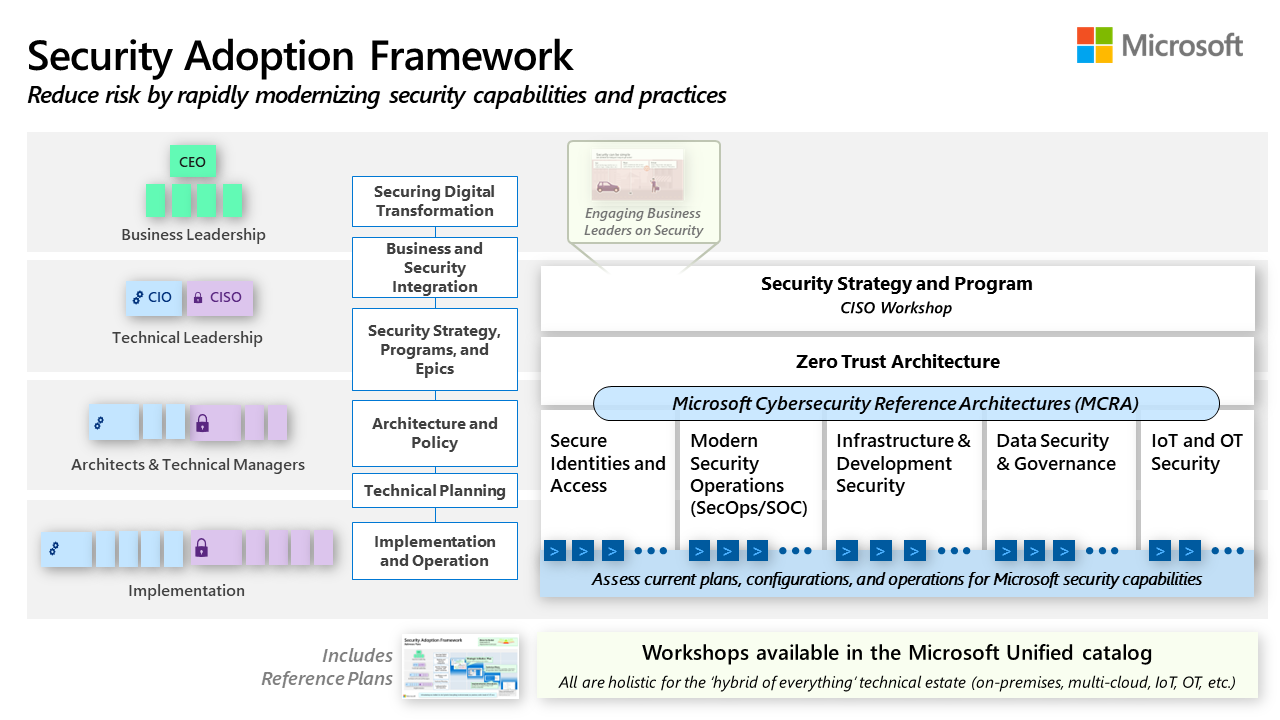 Security Adoption Framework
Reduce risk by rapidly modernizing security capabilities and practices
Microsoft
CEO
Business Leadership
CIO
CISO
Technical Leadership
Architects & Technical Managers
Implementation
Securing Digital
Transformation
Business and
Security
Integration
Security Strategy,
Programs, and
Epics
Architecture and
Policy
Technical Planning
Implementation
and Operation
Engaging Business
Leaders on Security
Security Strategy and Program
CISO Workshop
Zero Trust Architecture
Microsoft Cybersecurity Reference Architectures (MCRA)
Secure
Identities and
Access
Modern
Security
Operations
(SecOps/SOC)
Infrastructure &
Development
Security
Data Security
& Governance
IoT and OT
Security
> > > •••
> > > •••
> > > •••
> > > •••
> > •••
Assess current plans, configurations, and operations for Microsoft security capabilities
Includes
Reference Plans
Security Adoption Framework
Workshops available in the Microsoft Unified catalog
All are holistic for the ‘hybrid of everything’ technical estate (on-premises, multi-cloud, IoT, OT, etc.)